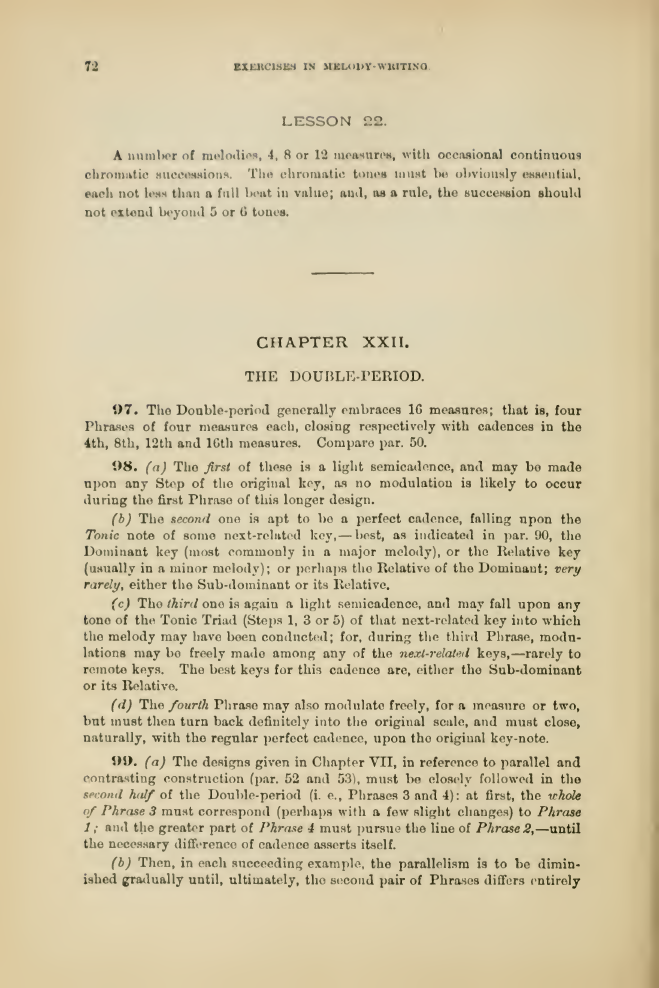 72
EXERCISES IN MELODY-WRITING.
LESSON 22.
A number of melodies, 4, 8 or 12 measures, with occasional continuous
chromatic successions. The chromatic tones must be obviously essential,
each not less than a full beat in value; and, as a rule, the succession should
not extend beyond 5 or 6 tones.
CHAPTER XXII.
THE DOUBLE-PERIOD.
97. The Double-period generally embraces 16 measures; that is, four
Phrases of four measures each, closing respectively with cadences in the
4th, 8th, 12th and 16th measures. Compare par. 50.
98. (a) The first of these is a light semicadence, and may be made
upon any Step of the original key, as no modulation is likely to occur
during the first Phrase of this longer design.
(b) The second one is apt to be a perfect cadence, falling upon the
Tonic note of some next-related key,—best, as indicated in par. 90, the
Dominant key (most commonly in a major melody), or the Relative key
(usually in a minor melody); or perhaps the Relative of the Dominant; very
rarely, either the Sub-dominant or its Relative.
(c) The third one is again a light semicadence, and may fall upon any
tone of the Tonic Triad (Steps 1, 3 or 5) of that next-related key into which
the melody may have been conducted; for, during the third Phrase, modu-
lations may be freely made among any of the next-related keys,—rarely to
remote keys. The best keys for this cadence are, either the Sub-dominant
or its Relative.
(d) The fourth Phrase may also modulate freely, for a measure or two,
but must then turn back definitely into the original scale, and must close,
naturally, with the regular perfect cadence, upon the original key-note.
99. (a) The designs given in Chapter VII, in reference to parallel and
contrasting construction (par. 52 and 53), must be closely followed in the
second half of the Double-period (i. e., Phrases 3 and 4): at first, the whole
of Phrase 3 must correspond (perhaps with a few slight changes) to Phrase
1; and the greater part of Phrase 4 must pursue the line of Phrase 2,—until
the necessary difference of cadence asserts itself.
(b) Then, in each succeeding example, the parallelism is to be dimin-
ished gradually until, ultimately, the second pair of Phrases differs entirely